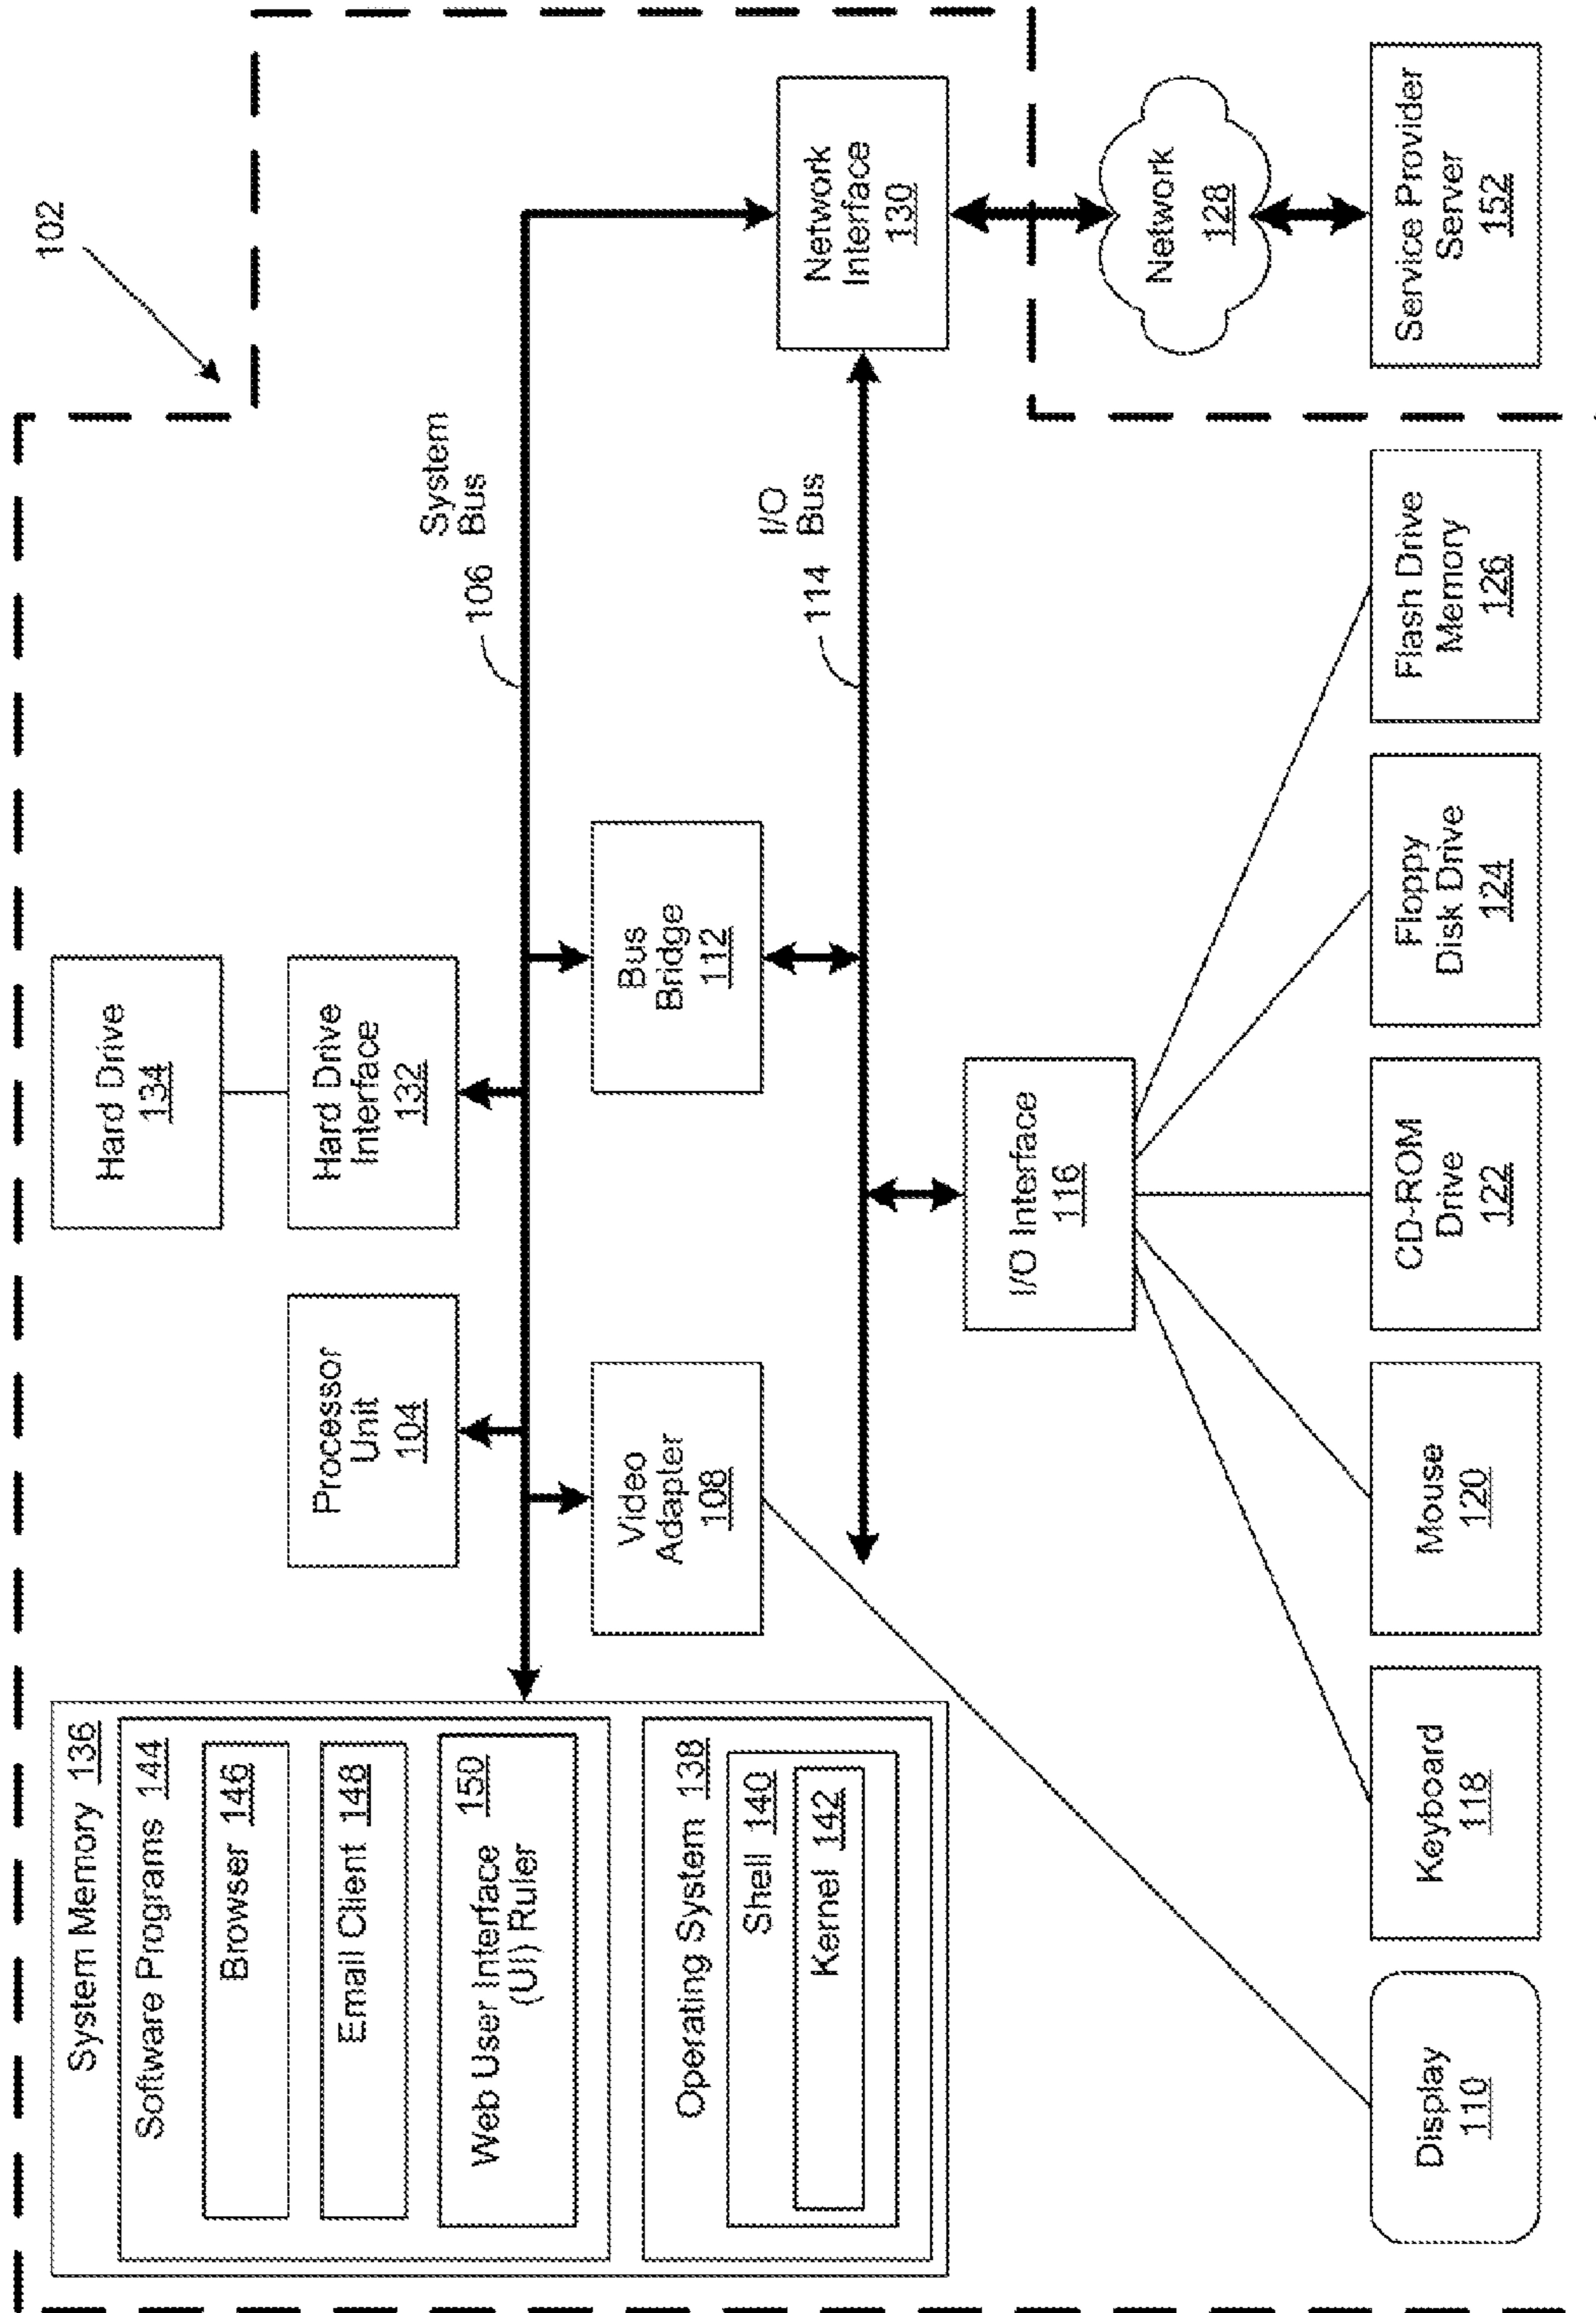 102
System Memory 136
Software Programs 144
Browser 146
Email Client 148
Web User Interface 150
(UI) Ruler
Operating System 138
Shell 140
Kernel 142
Processor
Unit
104
Hard Drive
134
Hard Drive
Interface
132
System
Bus
106
Video
Adapter
108
Bus
Bridge
112
Network
Interface
130
I/O
Bus
114
I/O Interface
116
Network
128
Display
110
Keyboard
118
Mouse
120
CD-ROM
Drive
122
Floppy
Disk Drive
124
Flash Drive
Memory
126
Service Provider
Server
152